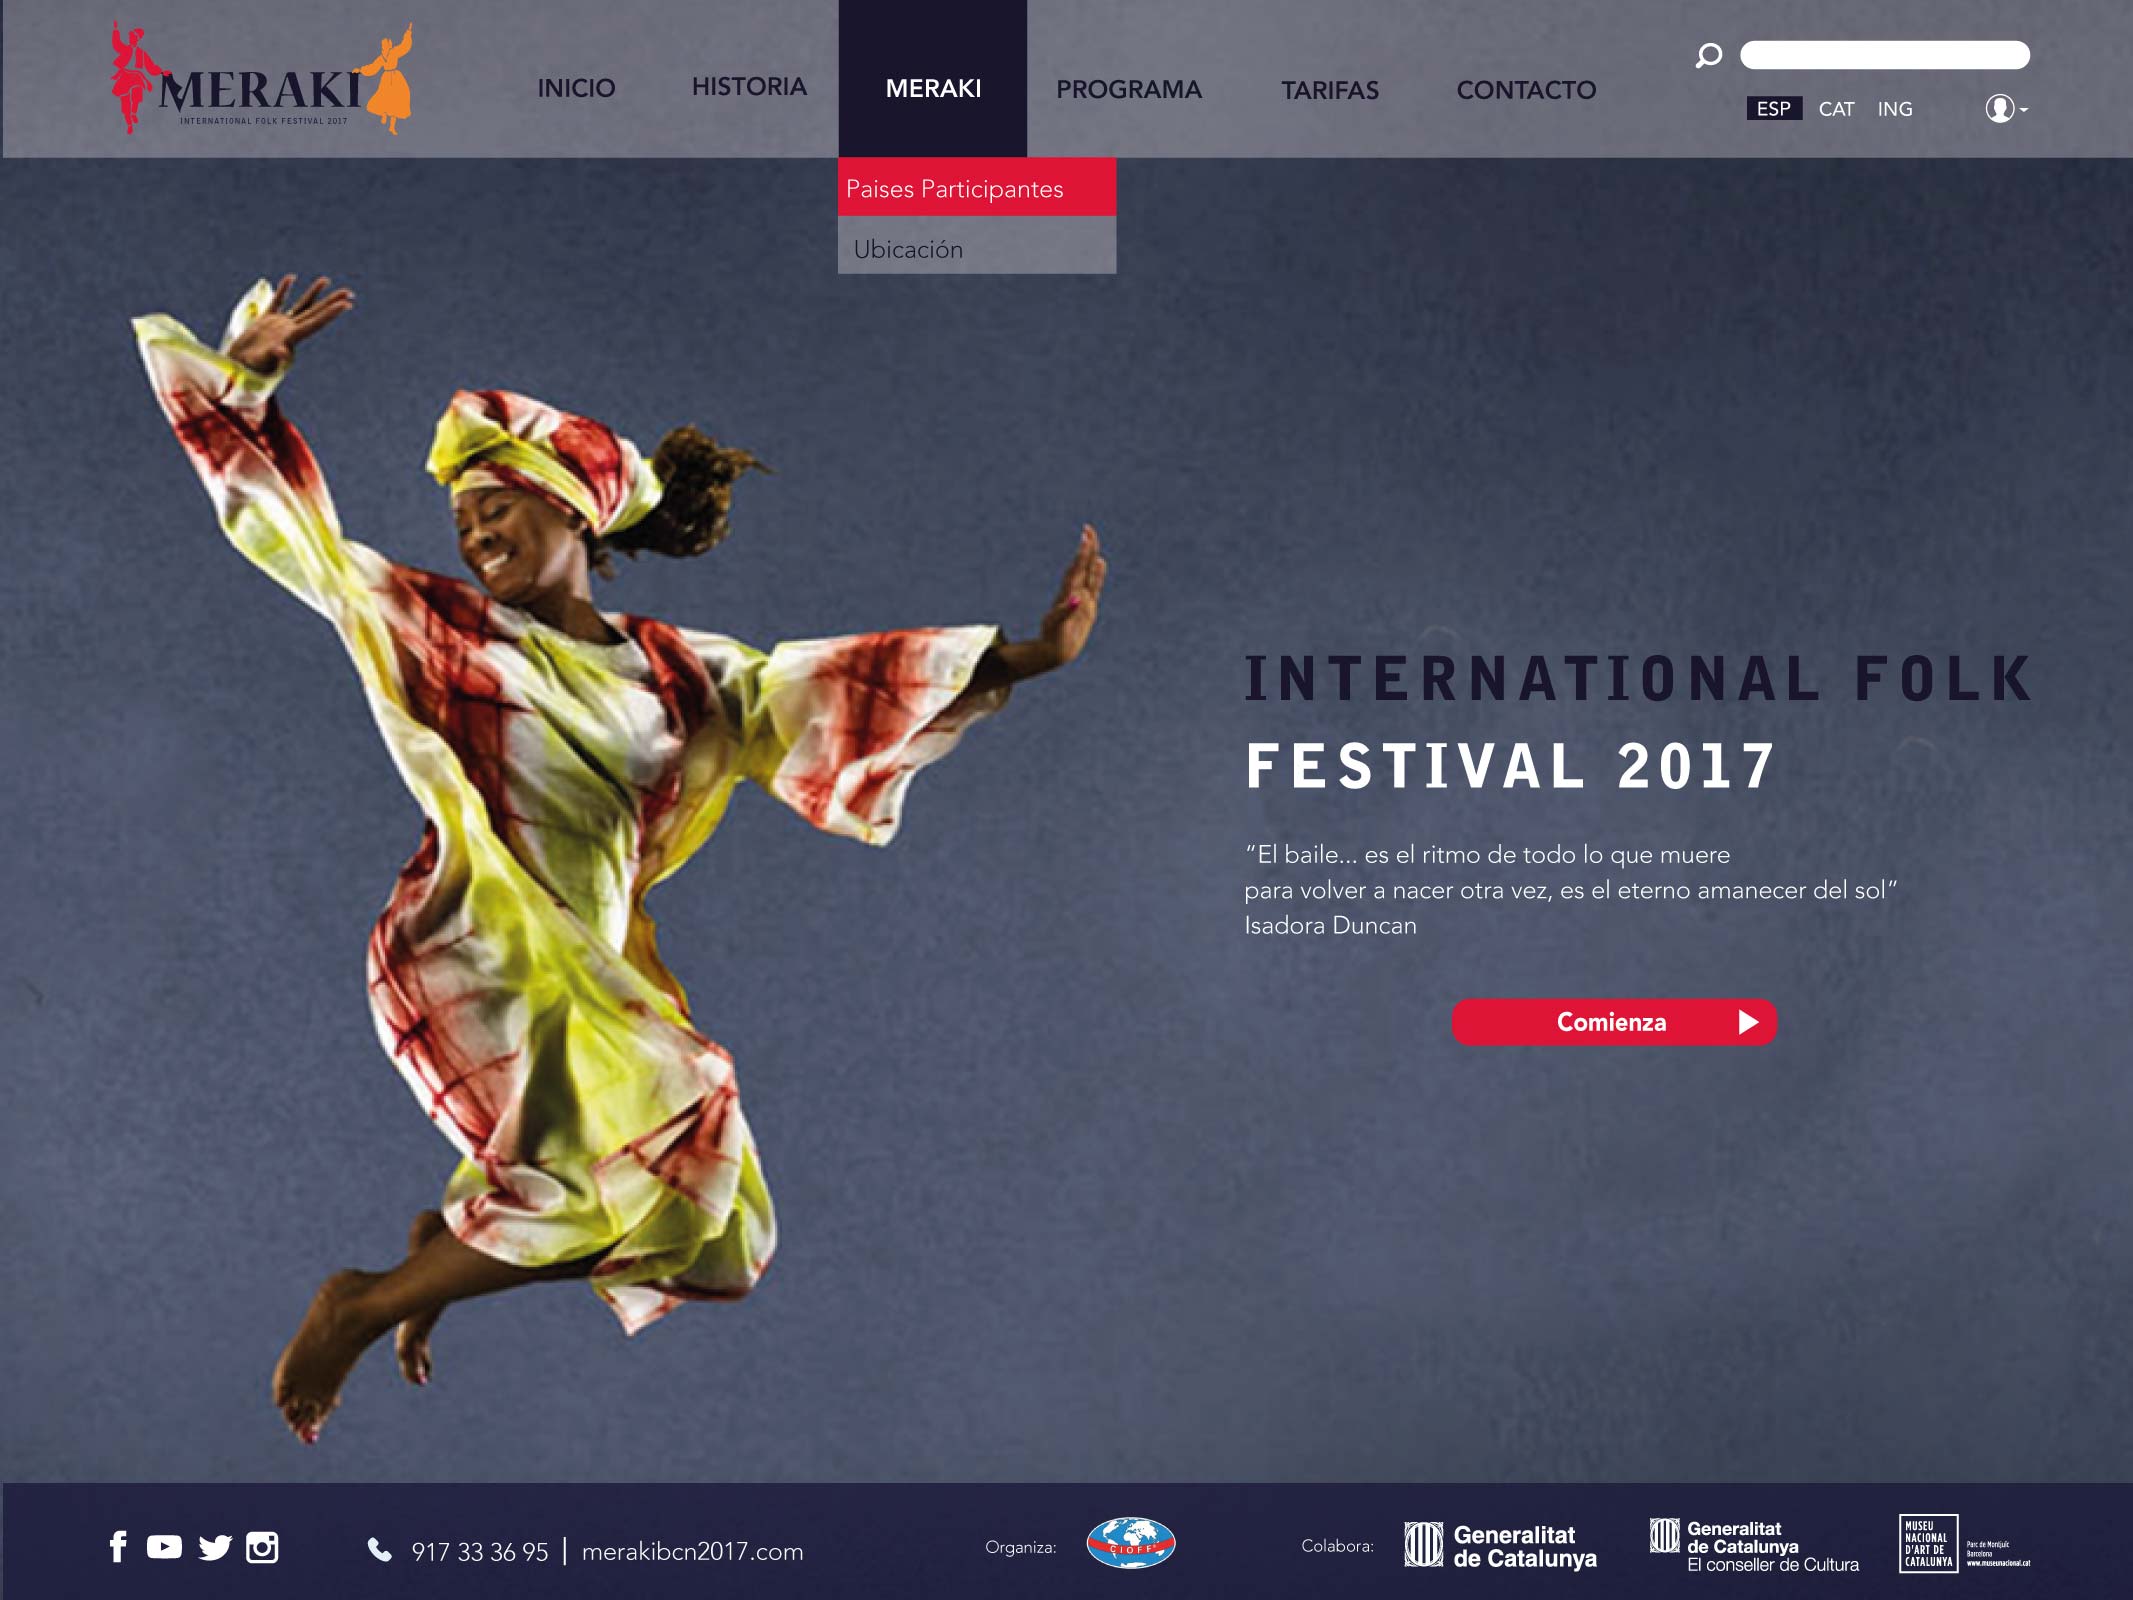 MERAKI
INTERNATIONAL FOLK FESTIVAL 2017
INICIO
HISTORIA
MERAKI
PROGRAMA
TARIFAS
CONTACTO
ESP CAT ING
Paises Participantes
Ubicación
INTERNATIONAL FOLK
FESTIVAL 2017
“El baile... es el ritmo de todo lo que muere
para volver a nacer otra vez, es el eterno amanecer del sol”
Isadora Duncan
Comienza
917 33 36 95 | merakibcn2017.com
Organiza:
CIOFF®
Colabora:
Generalitat
de Catalunya
Generalitat
de Catalunya
El conseller de Cultura
MUSEU
NACIONAL
D'ART DE
CATALUNYA
Parc de Montjuïc
Barcelona
www.museunacional.cat